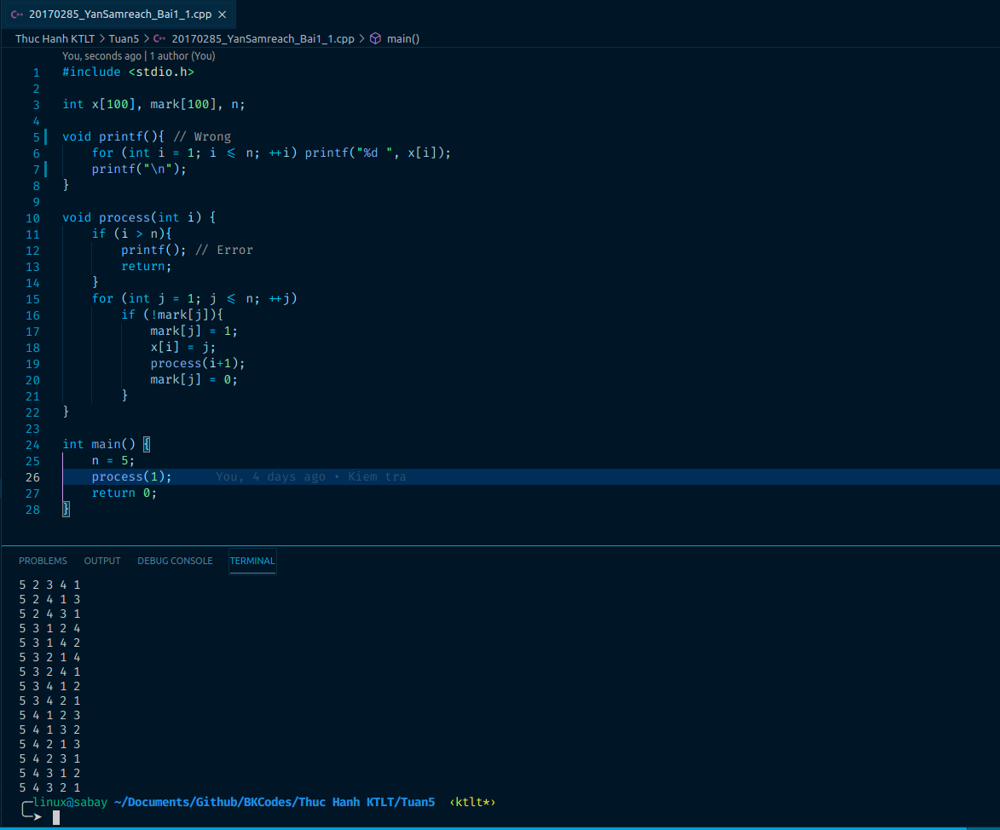 C++ 20170285_YanSamreach_Bai1_1.cpp ×
Thuc Hanh KTLT > Tuan5 > C++ 20170285_YanSamreach_Bai1_1.cpp > main()
You, seconds ago | 1 author (You)
1 #include <stdio.h>
2
3 int x[100], mark[100], n;
4
5 void printf(){ // Wrong
6 for (int i = 1; i <= n; ++i) printf("%d ", x[i]);
7 printf("\n");
8 }
9
10 void process(int i) {
11 if (i > n){
12 printf(); // Error
13 return;
14 }
15 for (int j = 1; j <= n; ++j)
16 if (!mark[j]){
17 mark[j] = 1;
18 x[i] = j;
19 process(i+1);
20 mark[j] = 0;
21 }
22 }
23
24 int main() {
25 n = 5;
26 process(1); You, 4 days ago • Kiem tra
27 return 0;
28 }
PROBLEMS OUTPUT DEBUG CONSOLE TERMINAL
5 2 3 4 1
5 2 4 1 3
5 2 4 3 1
5 3 1 2 4
5 3 1 4 2
5 3 2 1 4
5 3 2 4 1
5 3 4 1 2
5 3 4 2 1
5 4 1 2 3
5 4 1 3 2
5 4 2 1 3
5 4 2 3 1
5 4 3 1 2
5 4 3 2 1
linux@sabay ~/Documents/Github/BKCodes/Thuc Hanh KTLT/Tuan5 ‹ktlt*›